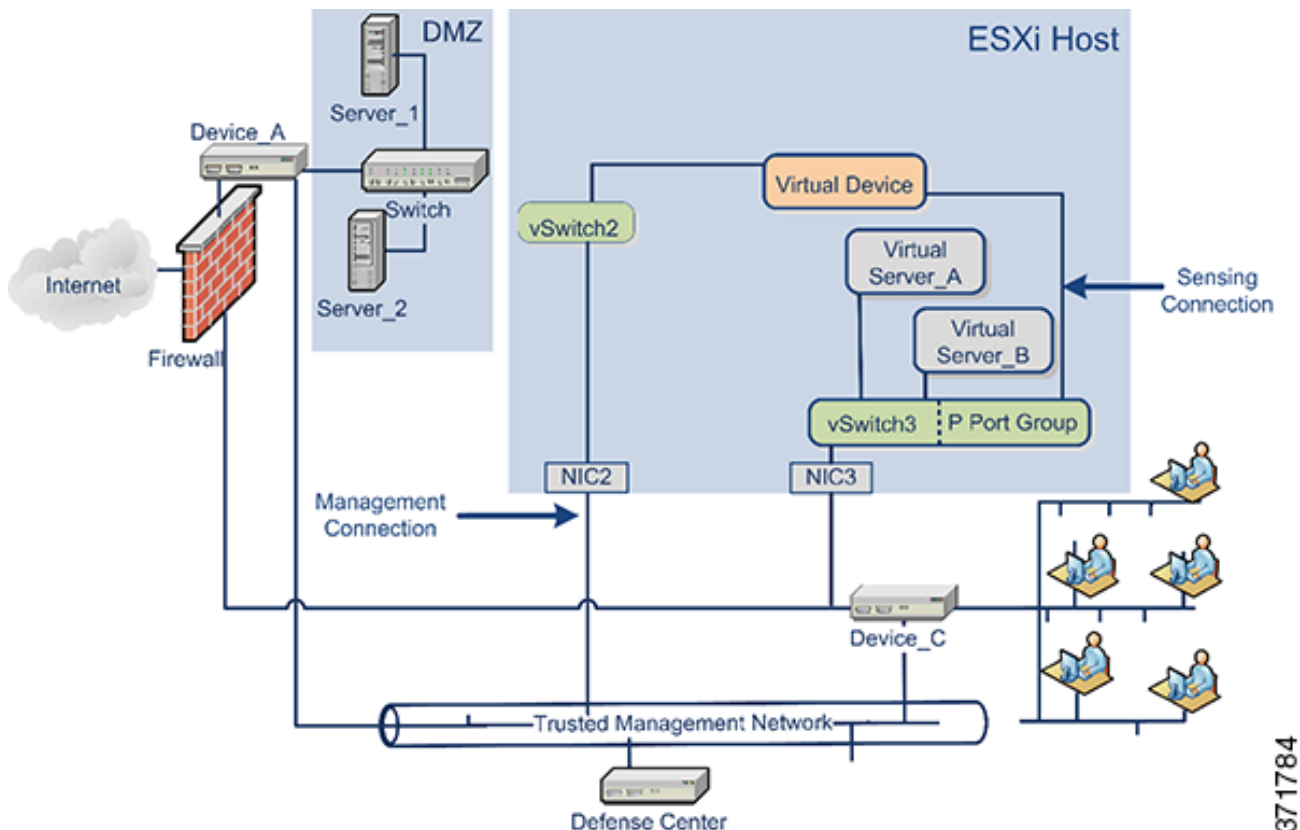 DMZ
ESXi Host
Server_1
Device_A
Virtual Device
Switch
vSwitch2
Virtual
Server_A
Internet
Server_2
Sensing
Connection
Virtual
Server_B
Firewall
vSwitch3
P Port Group
NIC2
NIC3
Management
Connection
Device_C
Trusted Management Network
Defense Center
371784